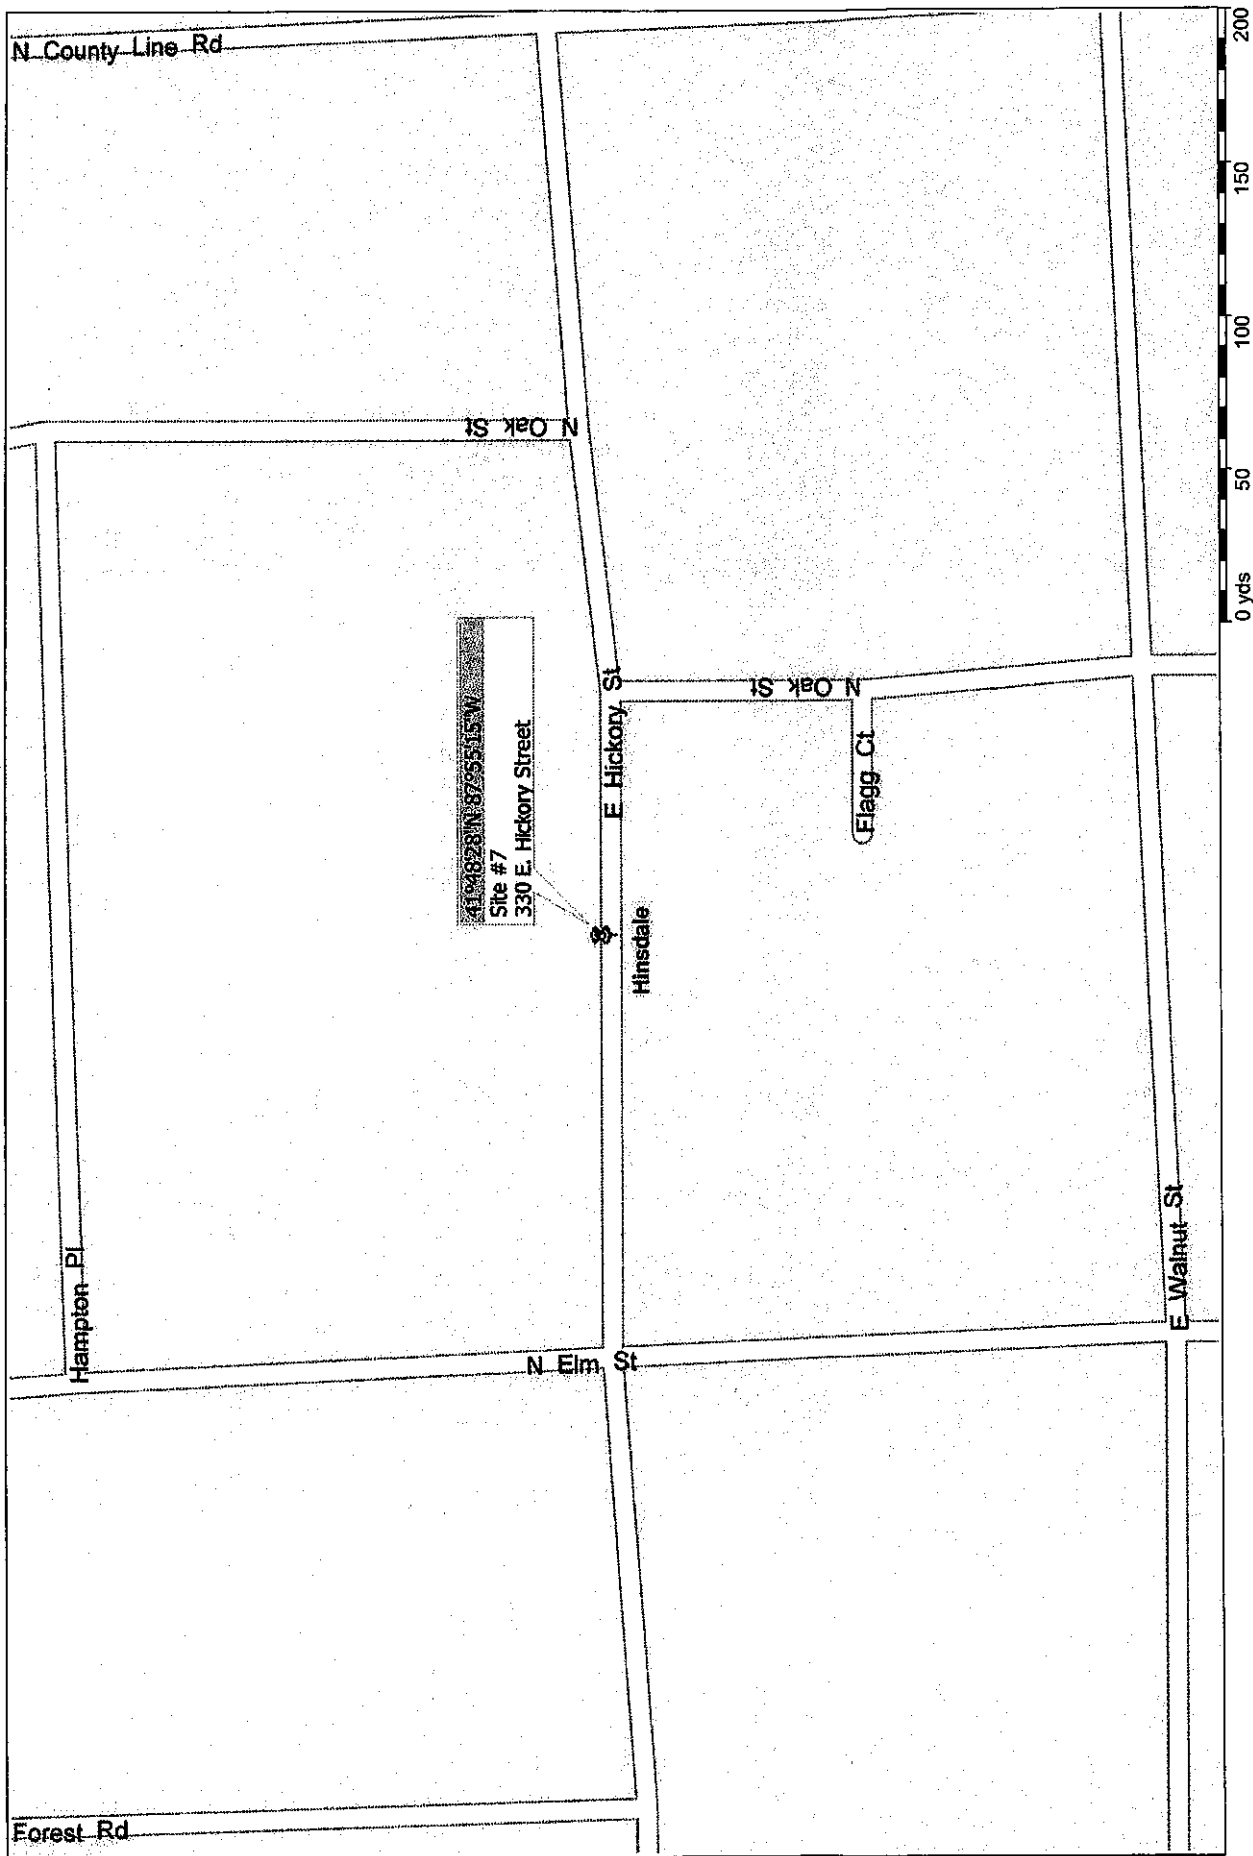 N County Line Rd
N Oak St
Hampton Pl
41°48'28"N 87°55'15"W
Site #7
330 E. Hickory Street
E Hickory St
N Oak St
Flagg Ct
Hinsdale
N Elm St
E Walnut St
Forest Rd
0 yds 50 100 150 200